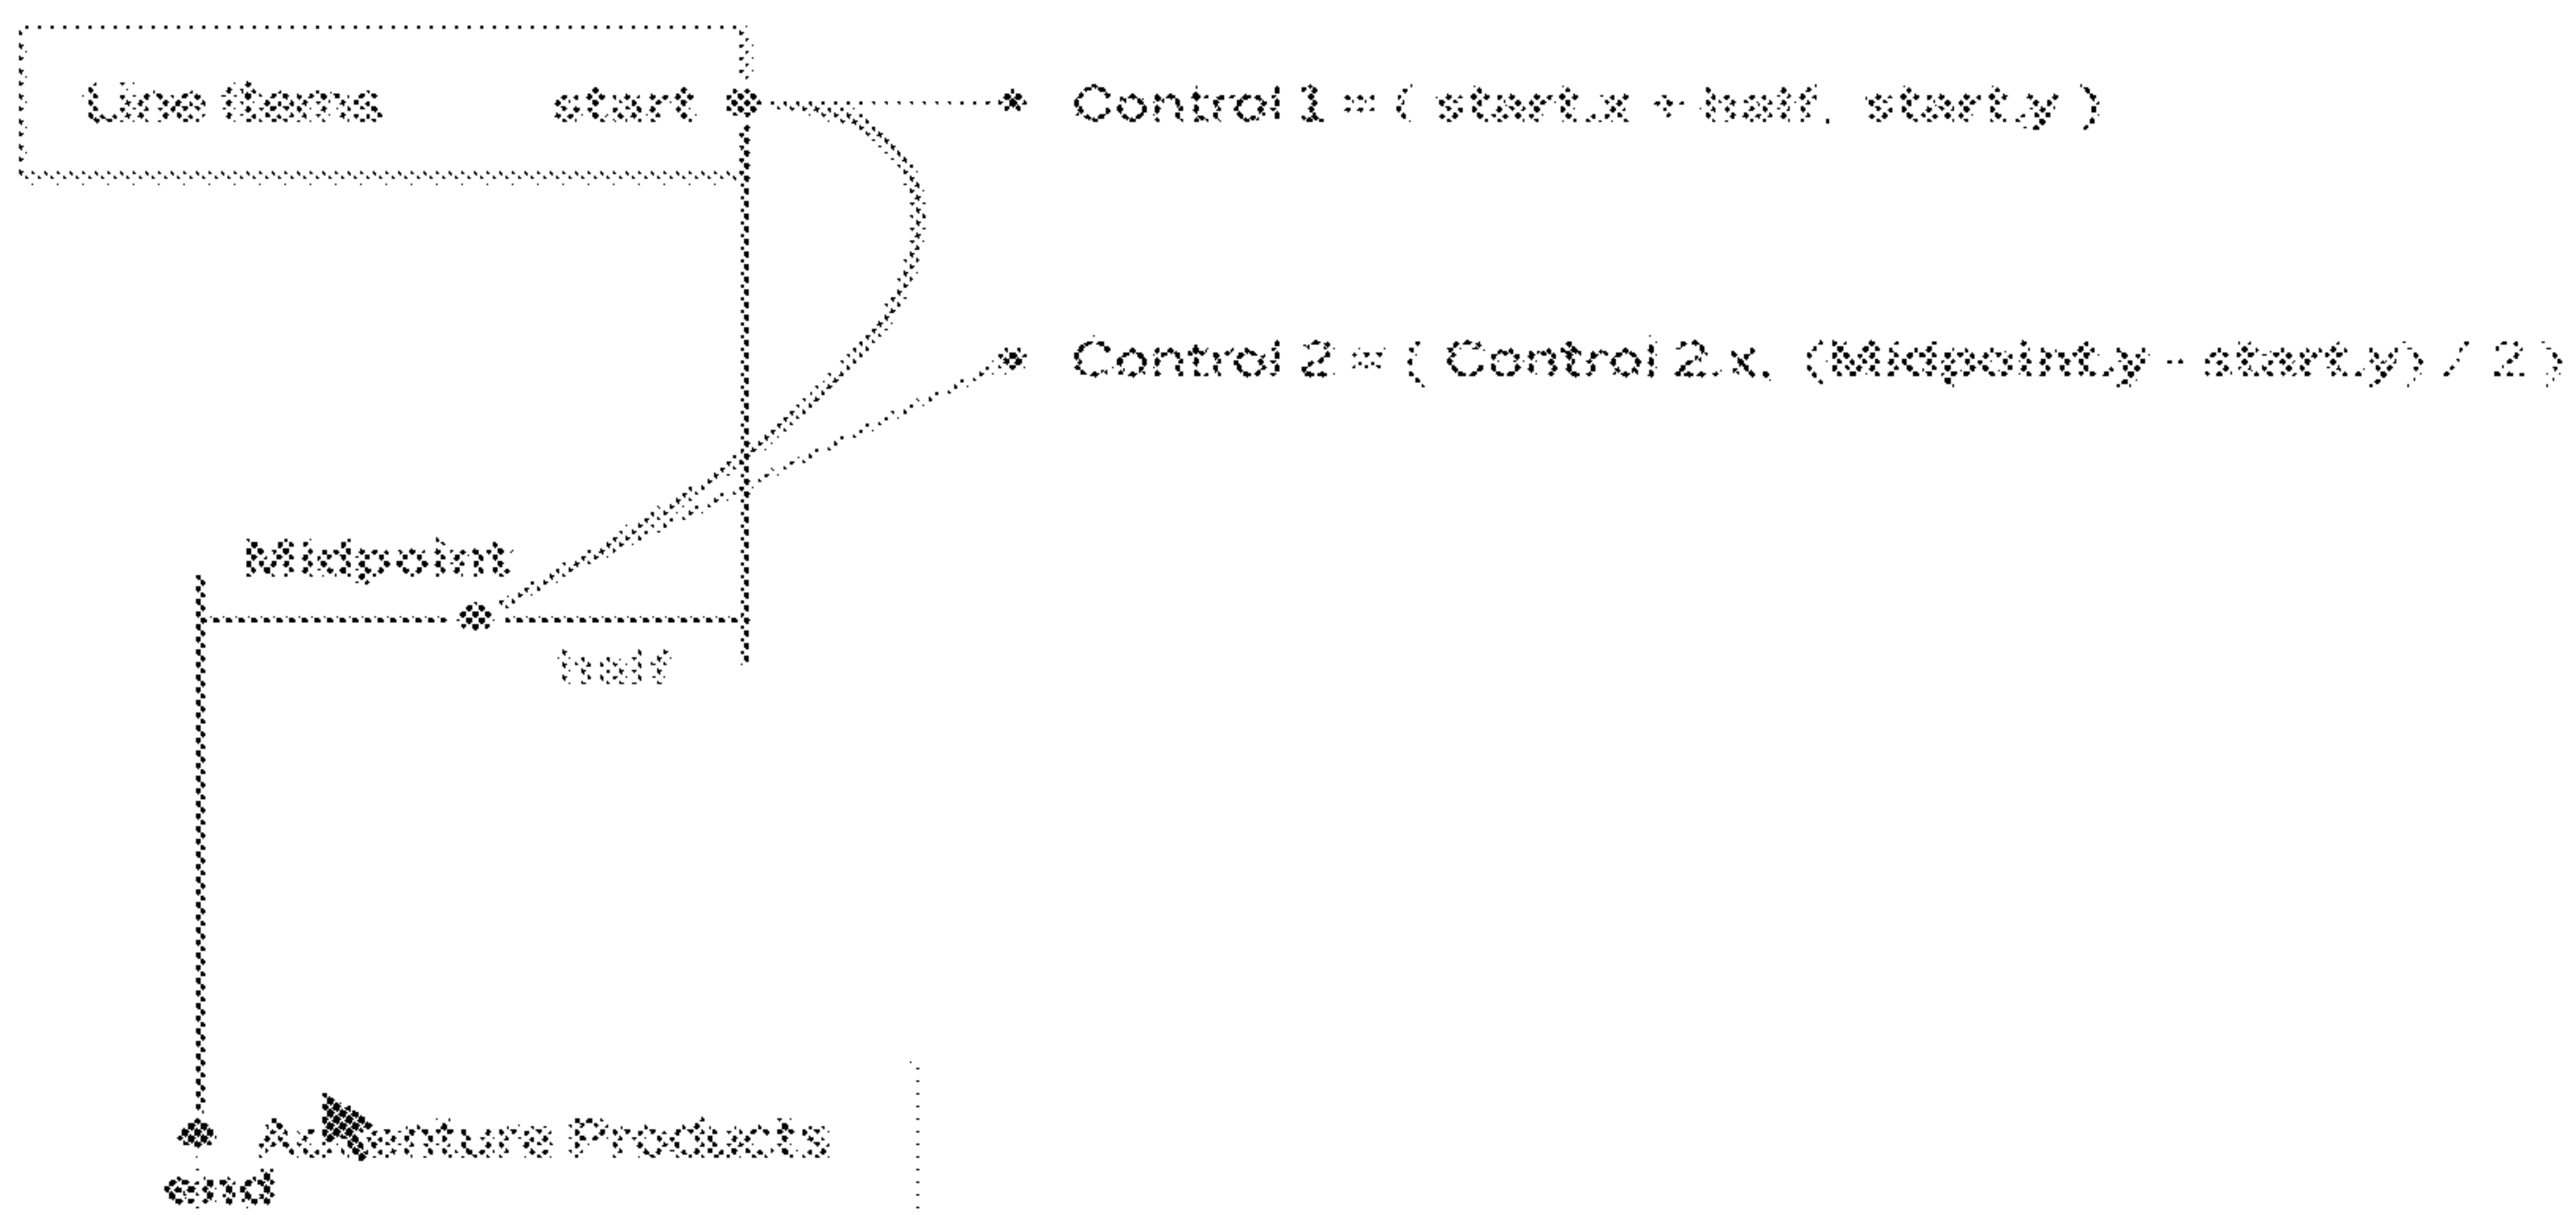 Line Items start Control 1 = ( start.x + half, start.y )
Control 2 = ( Control 2.x, (Midpoint.y - start.y) / 2 )
Midpoint
half
Adventure Products
end